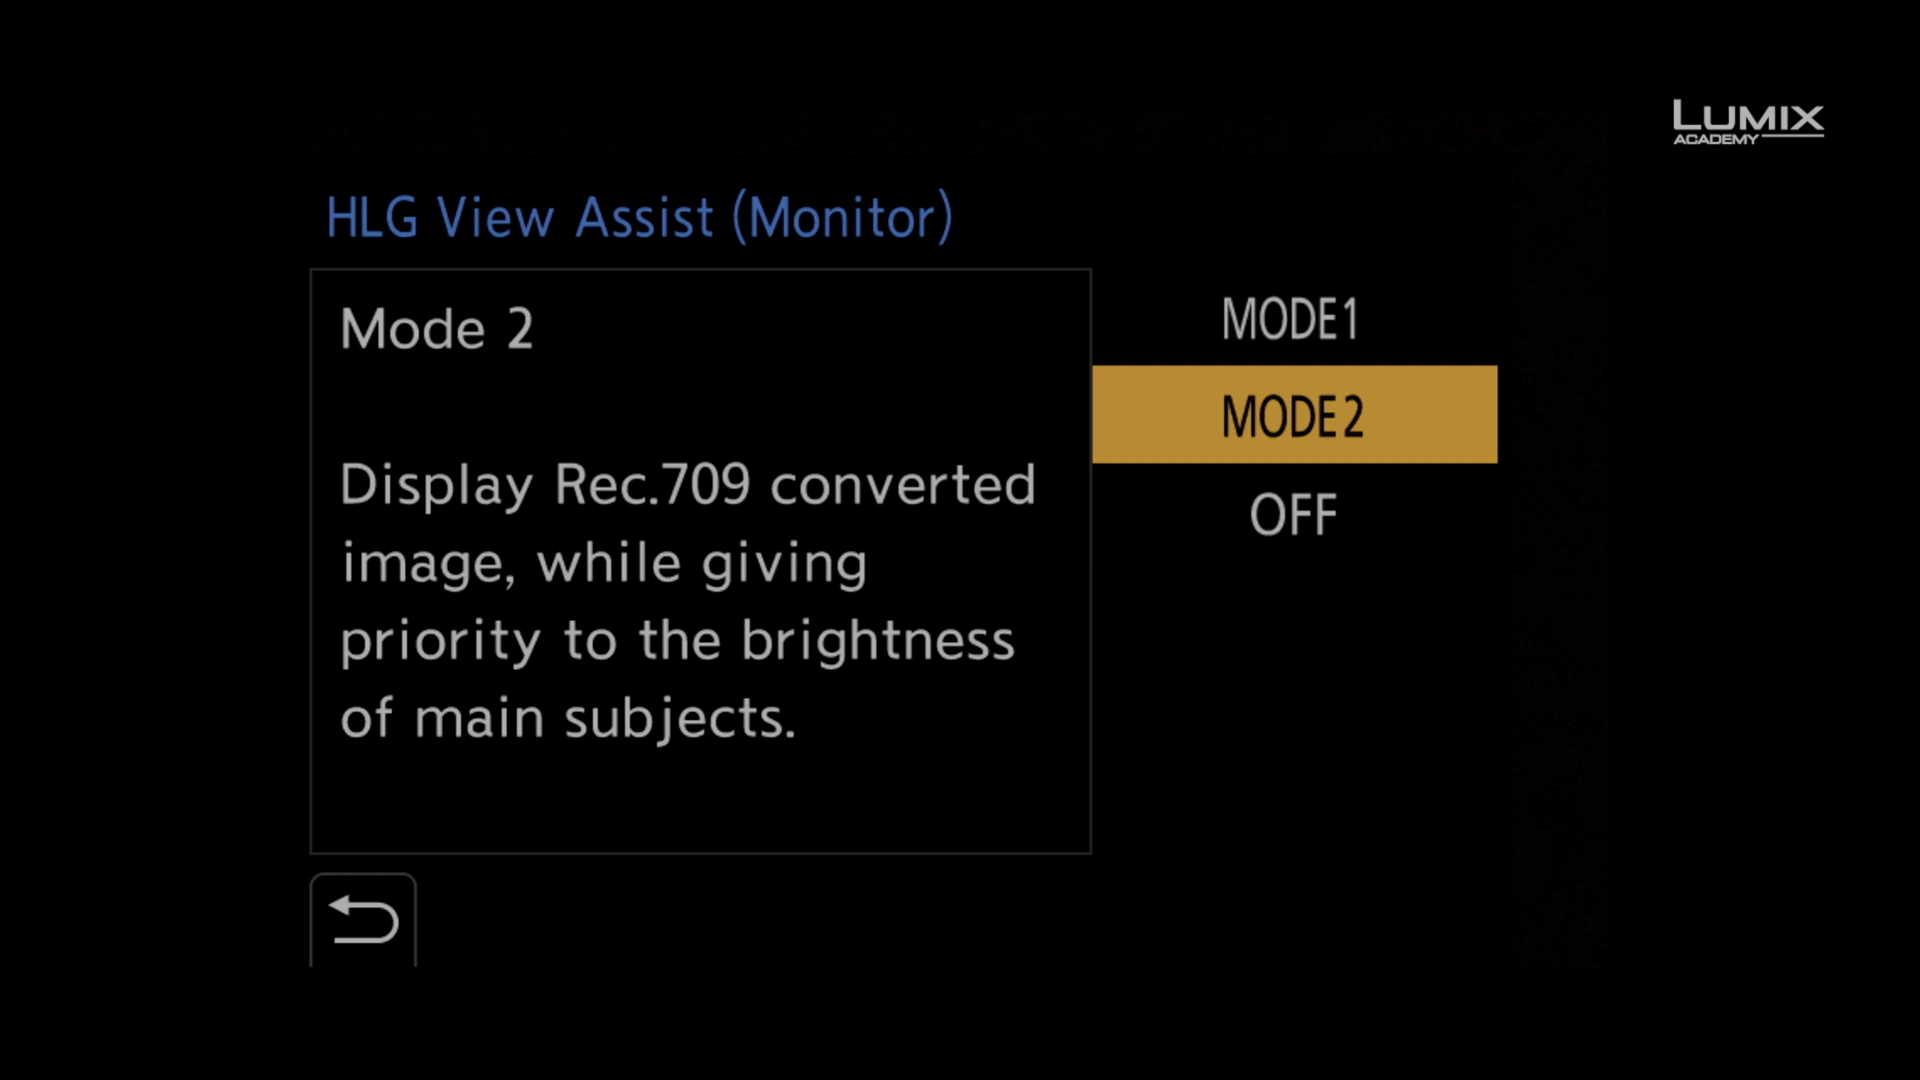 LUMIX
ACADEMY
HLG View Assist (Monitor)
Mode 2
Display Rec.709 converted
image, while giving
priority to the brightness
of main subjects.
MODE1
MODE2
OFF